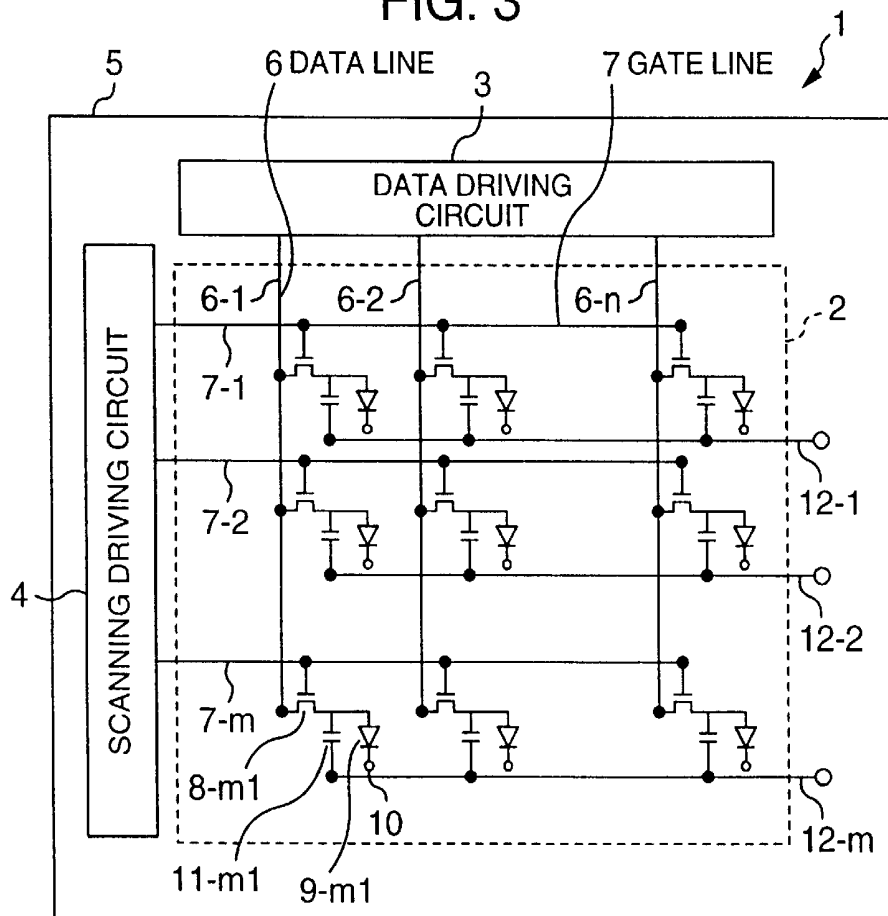 FIG. 3
1
5
6 DATA LINE
7 GATE LINE
3
DATA DRIVING
CIRCUIT
6-1
6-2
6-n
2
7-1
12-1
7-2
SCANNING DRIVING CIRCUIT
4
12-2
7-m
8-m1
10
12-m
11-m1
9-m1